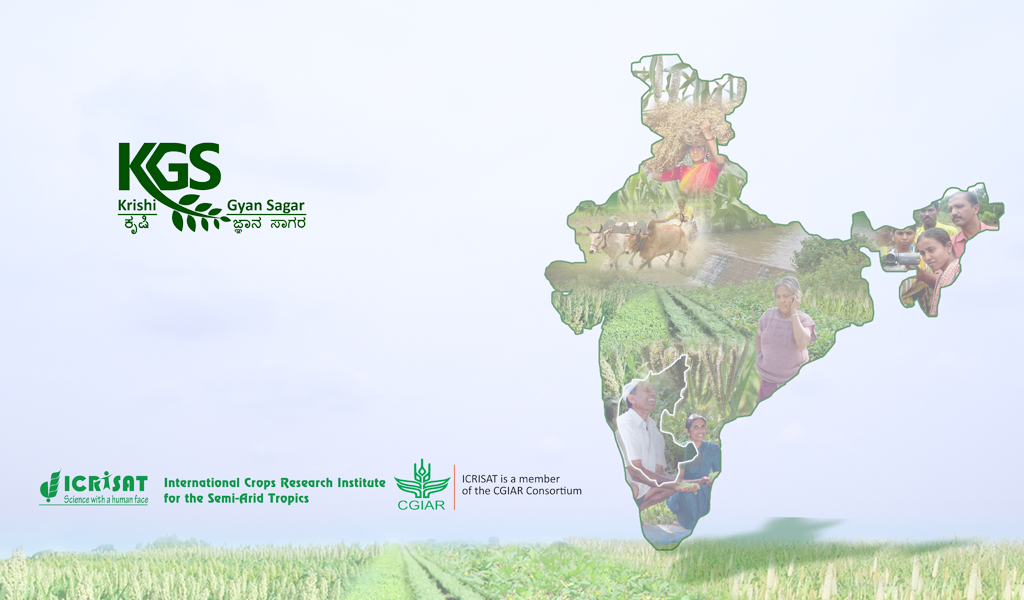 KGS
Krishi Gyan Sagar
ಕೃಷಿ ಜ್ಞಾನ ಸಾಗರ
ICRISAT
Science with a human face
International Crops Research Institute
for the Semi-Arid Tropics
CGIAR
ICRISAT is a member
of the CGIAR Consortium